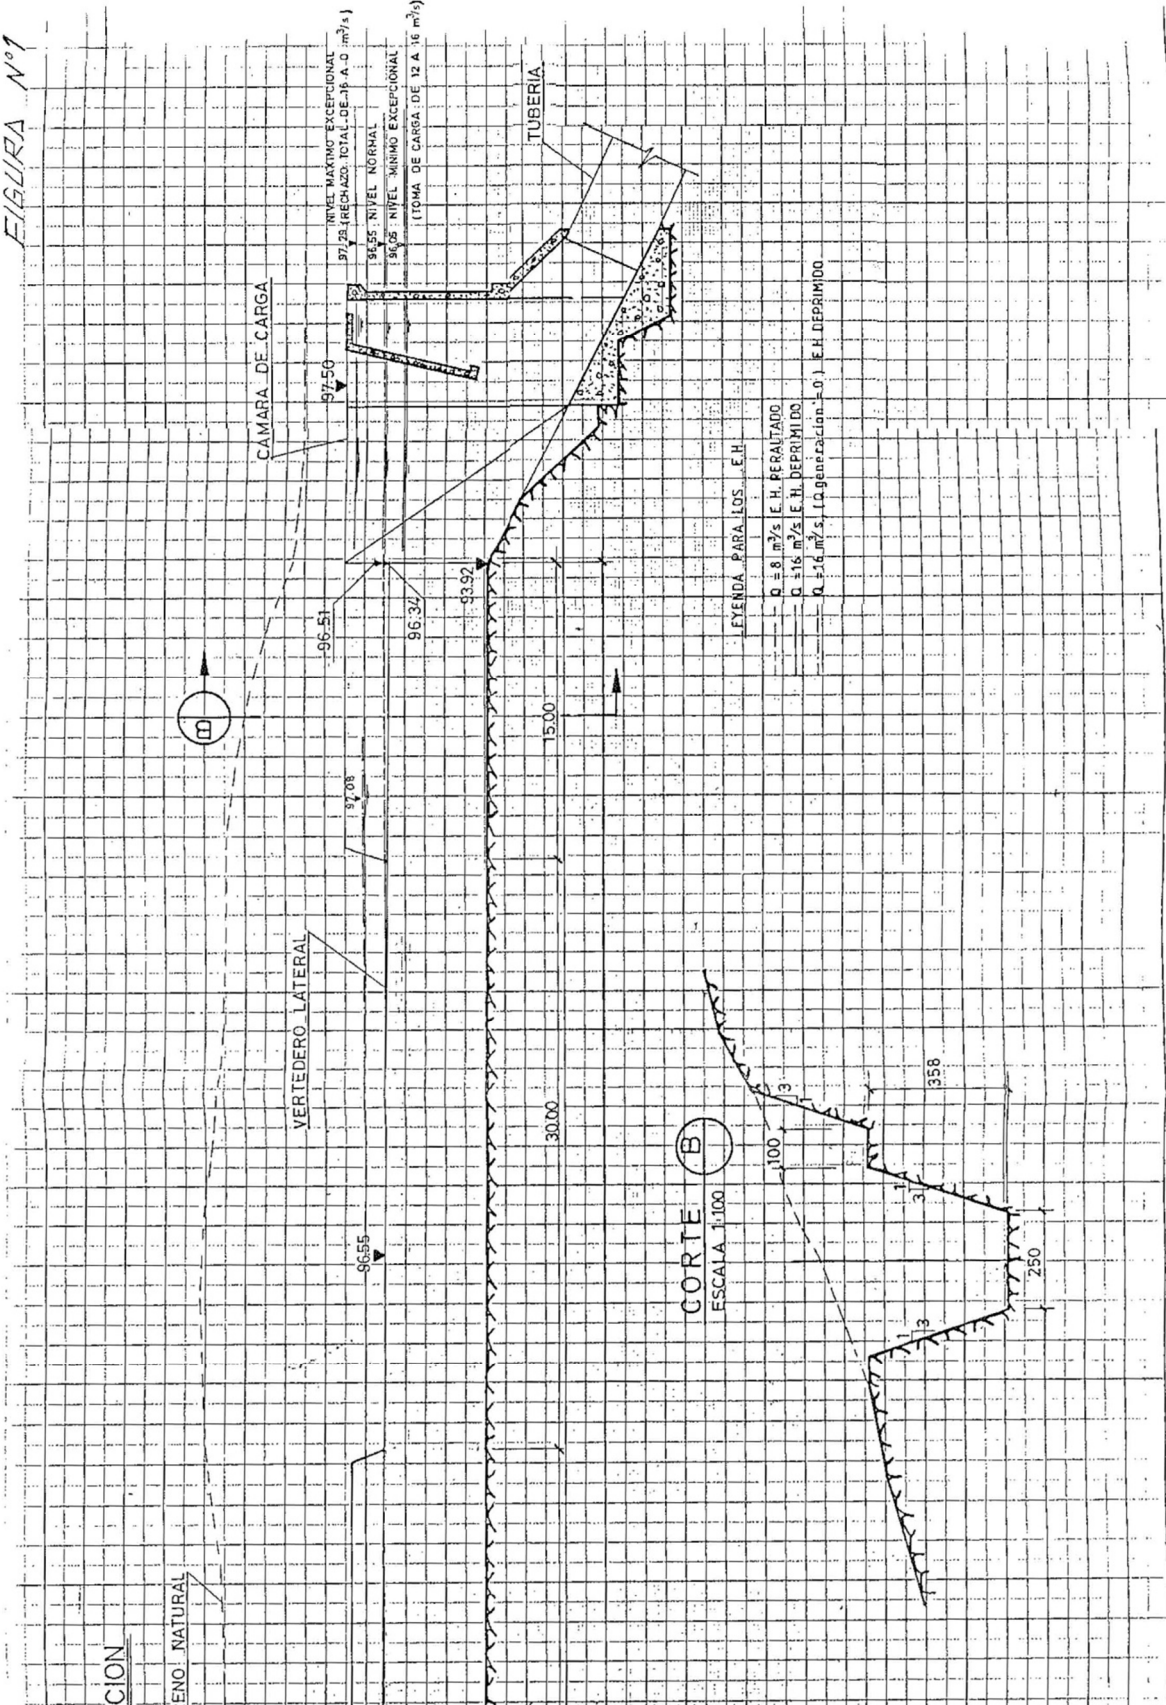 FIGURA Nº1
CION
ENO NATURAL
CAMARA DE CARGA
97.50
NIVEL MAXIMO EXCEPCIONAL
97.29 (RECHAZO TOTAL DE 16 A 0 m³/s)
96.55 NIVEL NORMAL
96.05 NIVEL MINIMO EXCEPCIONAL
(TOMA DE CARGA DE 12 A 16 m³/s)
TUBERIA
B
VERTEDERO LATERAL
96.55
97.08
96.51
96.34
93.92
30.00
15.00
LEYENDA PARA LOS E.H.
Q = 8 m³/s E.H. PERALTADO
Q = 16 m³/s E.H. DEPRIMIDO
Q = 16 m³/s (Q generacion = 0) E.H. DEPRIMIDO
CORTE B
ESCALA 1:100
100
3
1
1
3
1
3
358
250